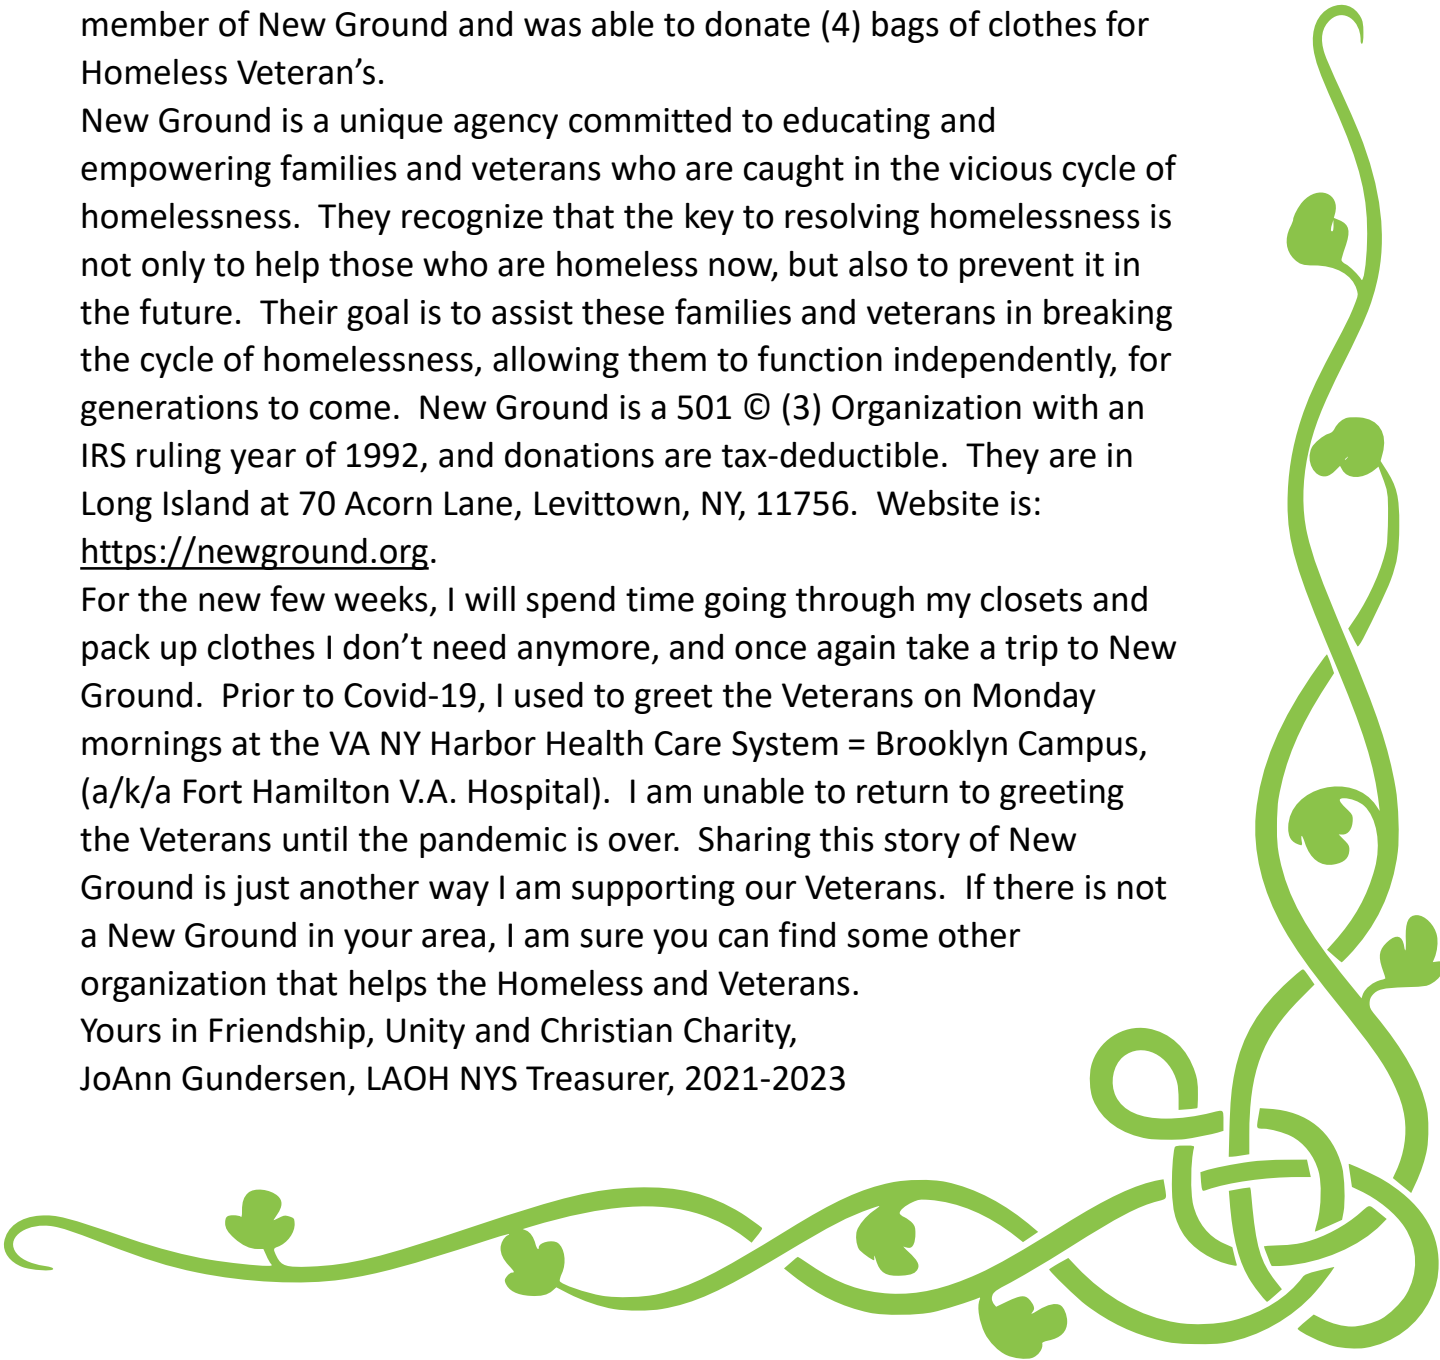 member of New Ground and was able to donate (4) bags of clothes for
Homeless Veteran’s.
New Ground is a unique agency committed to educating and
empowering families and veterans who are caught in the vicious cycle of
homelessness.  They recognize that the key to resolving homelessness is
not only to help those who are homeless now, but also to prevent it in
the future.  Their goal is to assist these families and veterans in breaking
the cycle of homelessness, allowing them to function independently, for
generations to come.  New Ground is a 501 © (3) Organization with an
IRS ruling year of 1992, and donations are tax-deductible.  They are in
Long Island at 70 Acorn Lane, Levittown, NY, 11756.  Website is:
https://newground.org.
For the new few weeks, I will spend time going through my closets and
pack up clothes I don’t need anymore, and once again take a trip to New
Ground.  Prior to Covid-19, I used to greet the Veterans on Monday
mornings at the VA NY Harbor Health Care System = Brooklyn Campus,
(a/k/a Fort Hamilton V.A. Hospital).  I am unable to return to greeting
the Veterans until the pandemic is over.  Sharing this story of New
Ground is just another way I am supporting our Veterans.  If there is not
a New Ground in your area, I am sure you can find some other
organization that helps the Homeless and Veterans.
Yours in Friendship, Unity and Christian Charity,
JoAnn Gundersen, LAOH NYS Treasurer, 2021-2023